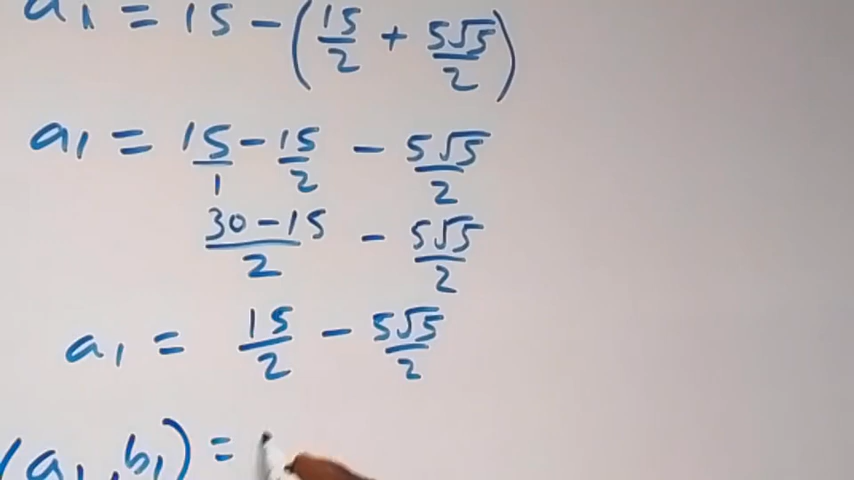 a₁ = 15 - (15/2 + 5√5/2)
a₁ = 15/1 - 15/2 - 5√5/2
(30 - 15)/2 - 5√5/2
a₁ = 15/2 - 5√5/2
(a₁, b₁) =